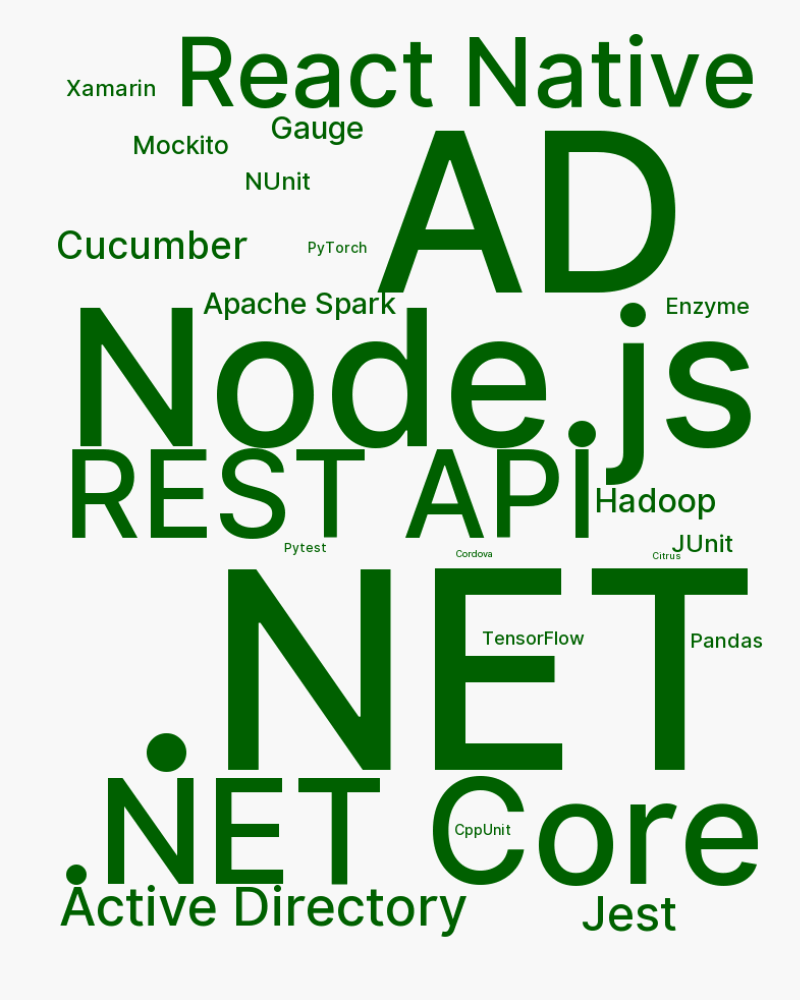 React Native
Xamarin
Gauge
Mockito
NUnit
AD
Cucumber
PyTorch
Apache Spark
Enzyme
Node.js
REST API
Hadoop
JUnit
Pytest
Cordova
Citrus
.NET
TensorFlow
Pandas
.NET Core
CppUnit
Active Directory
Jest